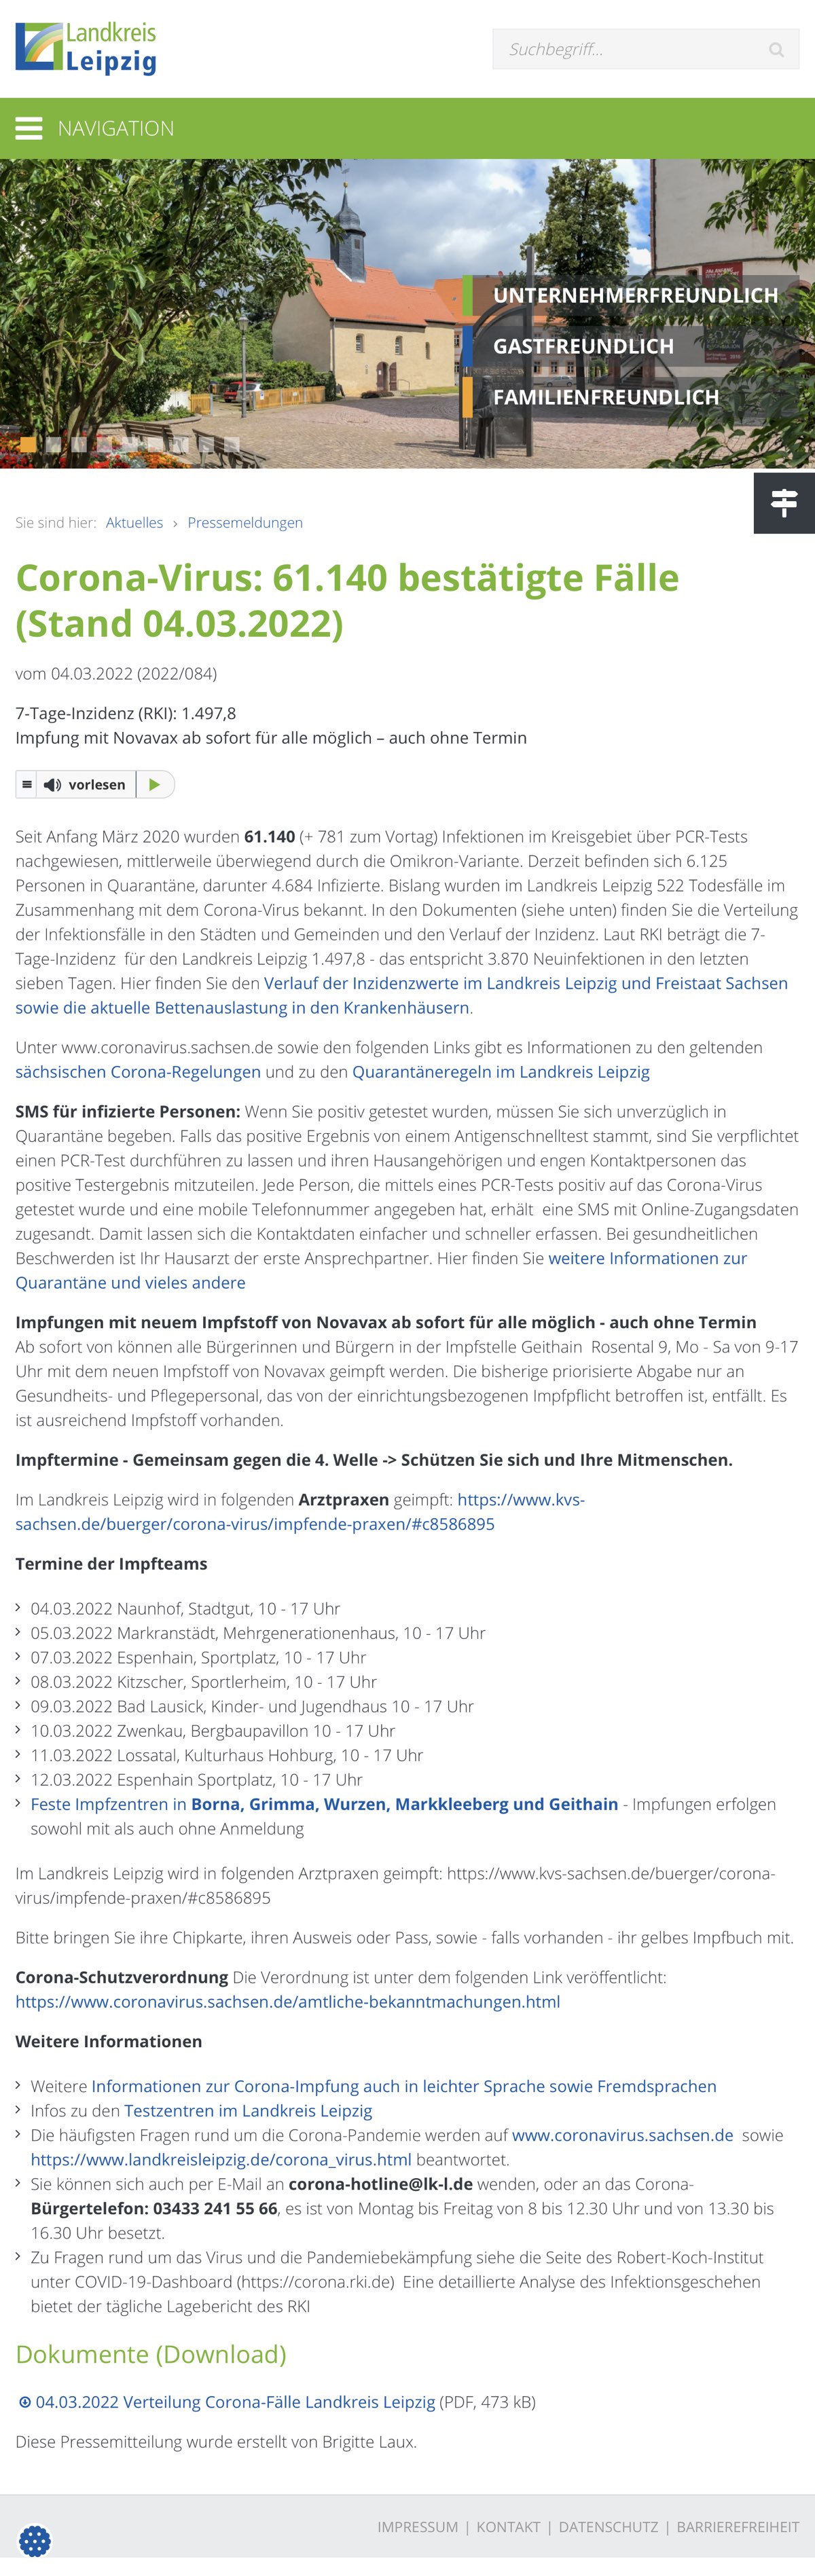 Landkreis
Leipzig
Suchbegriff...
NAVIGATION
UNTERNEHMERFREUNDLICH
GASTFREUNDLICH
FAMILIENFREUNDLICH
Sie sind hier: Aktuelles › Pressemeldungen
Corona-Virus: 61.140 bestätigte Fälle
(Stand 04.03.2022)
vom 04.03.2022 (2022/084)
7-Tage-Inzidenz (RKI): 1.497,8
Impfung mit Novavax ab sofort für alle möglich – auch ohne Termin
vorlesen
Seit Anfang März 2020 wurden 61.140 (+ 781 zum Vortag) Infektionen im Kreisgebiet über PCR-Tests
nachgewiesen, mittlerweile überwiegend durch die Omikron-Variante. Derzeit befinden sich 6.125
Personen in Quarantäne, darunter 4.684 Infizierte. Bislang wurden im Landkreis Leipzig 522 Todesfälle im
Zusammenhang mit dem Corona-Virus bekannt. In den Dokumenten (siehe unten) finden Sie die Verteilung
der Infektionsfälle in den Städten und Gemeinden und den Verlauf der Inzidenz. Laut RKI beträgt die 7-
Tage-Inzidenz  für den Landkreis Leipzig 1.497,8 - das entspricht 3.870 Neuinfektionen in den letzten
sieben Tagen. Hier finden Sie den Verlauf der Inzidenzwerte im Landkreis Leipzig und Freistaat Sachsen
sowie die aktuelle Bettenauslastung in den Krankenhäusern.
Unter www.coronavirus.sachsen.de sowie den folgenden Links gibt es Informationen zu den geltenden
sächsischen Corona-Regelungen und zu den Quarantäneregeln im Landkreis Leipzig
SMS für infizierte Personen: Wenn Sie positiv getestet wurden, müssen Sie sich unverzüglich in
Quarantäne begeben. Falls das positive Ergebnis von einem Antigenschnelltest stammt, sind Sie verpflichtet
einen PCR-Test durchführen zu lassen und ihren Hausangehörigen und engen Kontaktpersonen das
positive Testergebnis mitzuteilen. Jede Person, die mittels eines PCR-Tests positiv auf das Corona-Virus
getestet wurde und eine mobile Telefonnummer angegeben hat, erhält  eine SMS mit Online-Zugangsdaten
zugesandt. Damit lassen sich die Kontaktdaten einfacher und schneller erfassen. Bei gesundheitlichen
Beschwerden ist Ihr Hausarzt der erste Ansprechpartner. Hier finden Sie weitere Informationen zur
Quarantäne und vieles andere
Impfungen mit neuem Impfstoff von Novavax ab sofort für alle möglich - auch ohne Termin
Ab sofort von können alle Bürgerinnen und Bürgern in der Impfstelle Geithain  Rosental 9, Mo - Sa von 9-17
Uhr mit dem neuen Impfstoff von Novavax geimpft werden. Die bisherige priorisierte Abgabe nur an
Gesundheits- und Pflegepersonal, das von der einrichtungsbezogenen Impfpflicht betroffen ist, entfällt. Es
ist ausreichend Impfstoff vorhanden.
Impftermine - Gemeinsam gegen die 4. Welle -> Schützen Sie sich und Ihre Mitmenschen.
Im Landkreis Leipzig wird in folgenden Arztpraxen geimpft: https://www.kvs-
sachsen.de/buerger/corona-virus/impfende-praxen/#c8586895
Termine der Impfteams
04.03.2022 Naunhof, Stadtgut, 10 - 17 Uhr
05.03.2022 Markranstädt, Mehrgenerationenhaus, 10 - 17 Uhr
07.03.2022 Espenhain, Sportplatz, 10 - 17 Uhr
08.03.2022 Kitzscher, Sportlerheim, 10 - 17 Uhr
09.03.2022 Bad Lausick, Kinder- und Jugendhaus 10 - 17 Uhr
10.03.2022 Zwenkau, Bergbaupavillon 10 - 17 Uhr
11.03.2022 Lossatal, Kulturhaus Hohburg, 10 - 17 Uhr
12.03.2022 Espenhain Sportplatz, 10 - 17 Uhr
Feste Impfzentren in Borna, Grimma, Wurzen, Markkleeberg und Geithain - Impfungen erfolgen
sowohl mit als auch ohne Anmeldung
Im Landkreis Leipzig wird in folgenden Arztpraxen geimpft: https://www.kvs-sachsen.de/buerger/corona-
virus/impfende-praxen/#c8586895
Bitte bringen Sie ihre Chipkarte, ihren Ausweis oder Pass, sowie - falls vorhanden - ihr gelbes Impfbuch mit.
Corona-Schutzverordnung Die Verordnung ist unter dem folgenden Link veröffentlicht:
https://www.coronavirus.sachsen.de/amtliche-bekanntmachungen.html
Weitere Informationen
Weitere Informationen zur Corona-Impfung auch in leichter Sprache sowie Fremdsprachen
Infos zu den Testzentren im Landkreis Leipzig
Die häufigsten Fragen rund um die Corona-Pandemie werden auf www.coronavirus.sachsen.de  sowie
https://www.landkreisleipzig.de/corona_virus.html beantwortet.
Sie können sich auch per E-Mail an corona-hotline@lk-l.de wenden, oder an das Corona-
Bürgertelefon: 03433 241 55 66, es ist von Montag bis Freitag von 8 bis 12.30 Uhr und von 13.30 bis
16.30 Uhr besetzt.
Zu Fragen rund um das Virus und die Pandemiebekämpfung siehe die Seite des Robert-Koch-Institut
unter COVID-19-Dashboard (https://corona.rki.de)  Eine detaillierte Analyse des Infektionsgeschehen
bietet der tägliche Lagebericht des RKI
Dokumente (Download)
04.03.2022 Verteilung Corona-Fälle Landkreis Leipzig (PDF, 473 kB)
Diese Pressemitteilung wurde erstellt von Brigitte Laux.
IMPRESSUM | KONTAKT | DATENSCHUTZ | BARRIEREFREIHEIT